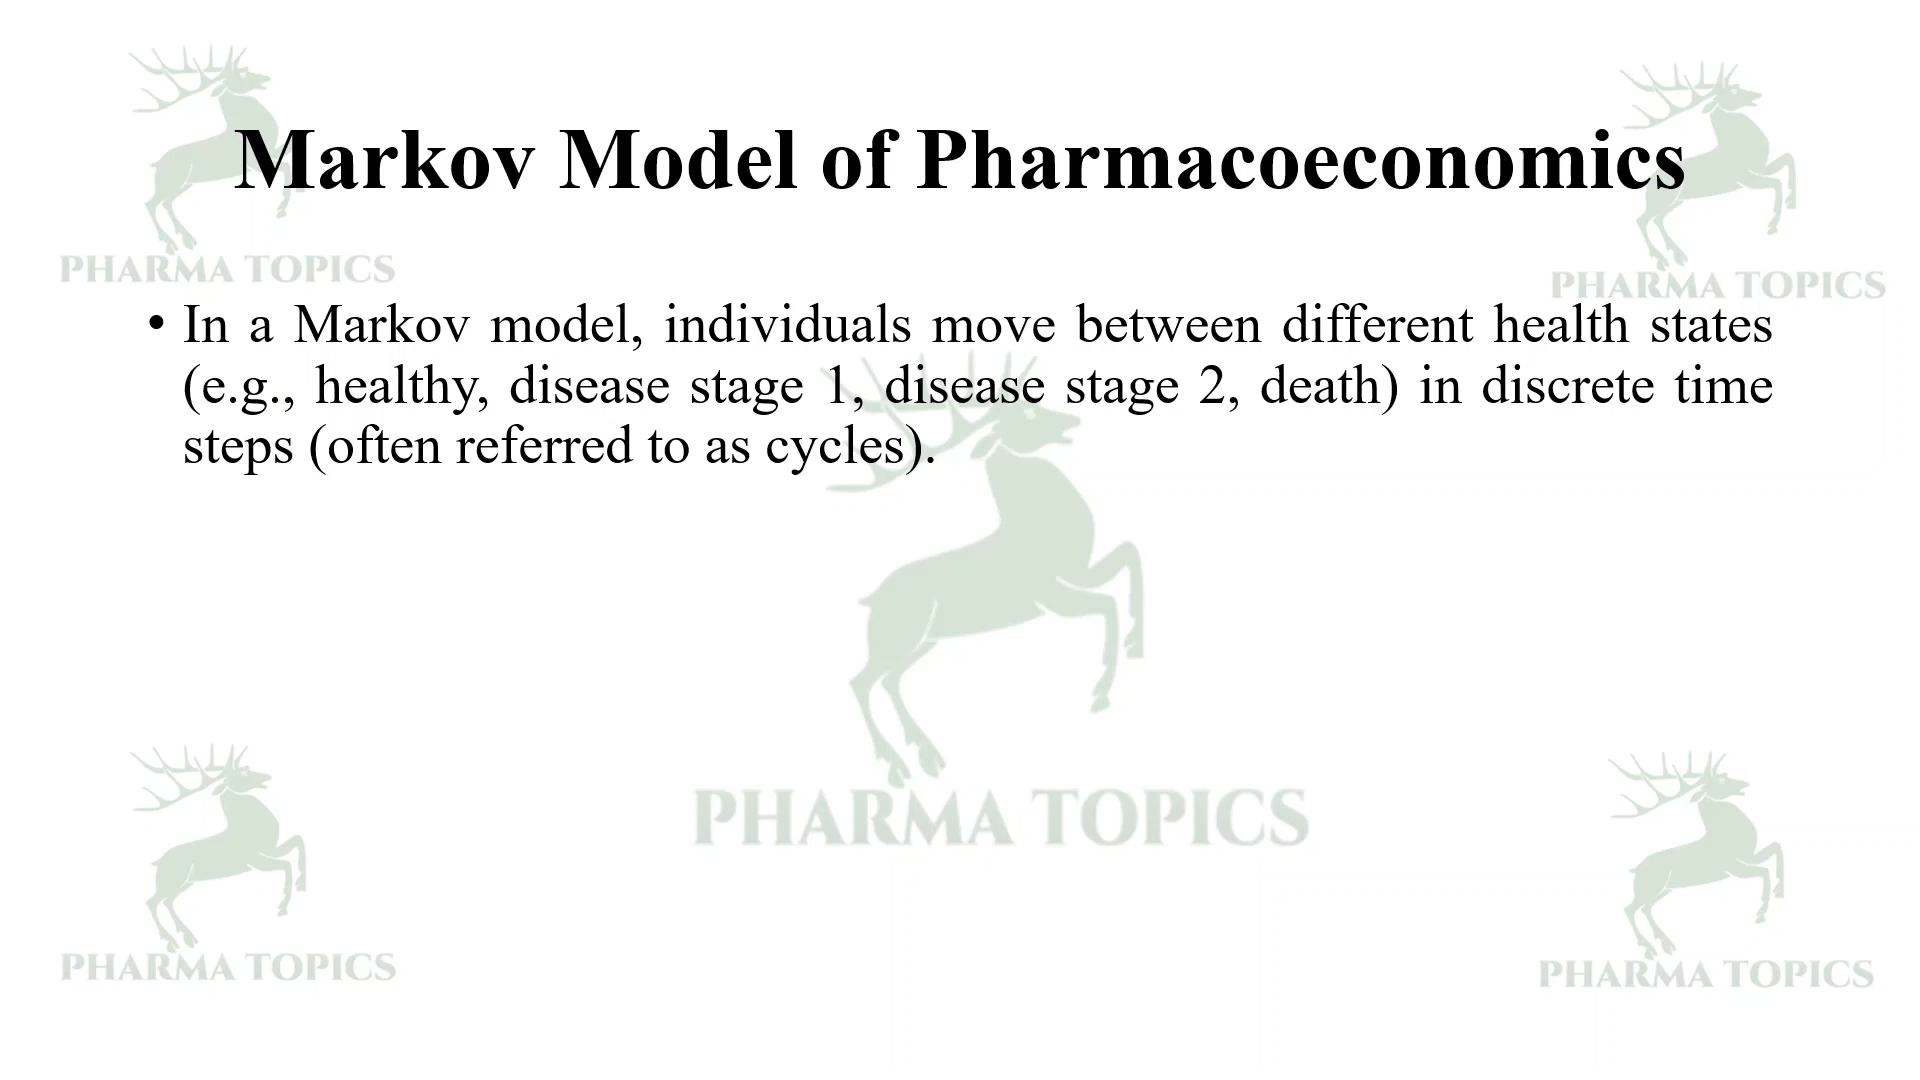 Markov Model of Pharmacoeconomics
PHARMA TOPICS
PHARMA TOPICS
• In a Markov model, individuals move between different health states
(e.g., healthy, disease stage 1, disease stage 2, death) in discrete time
steps (often referred to as cycles).
PHARMA TOPICS
PHARMA TOPICS
PHARMA TOPICS